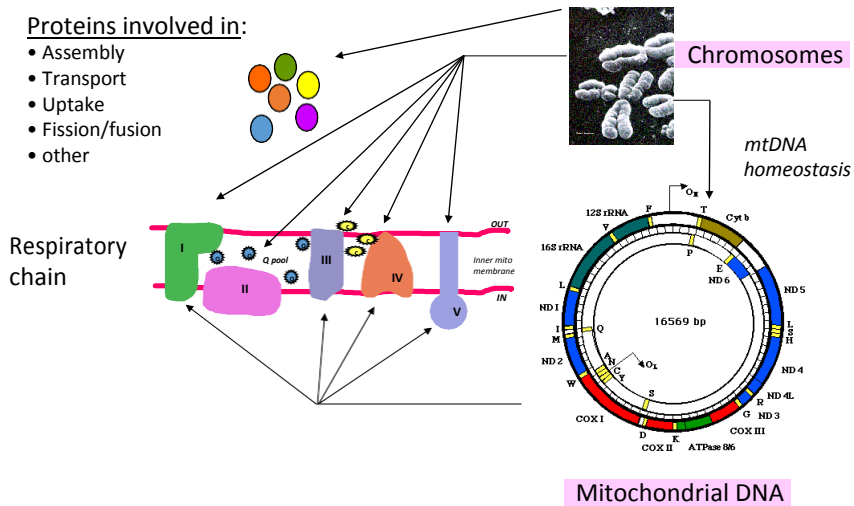 Proteins involved in:
• Assembly
• Transport
• Uptake
• Fission/fusion
• other
Chromosomes
mtDNA
homeostasis
Respiratory
chain
I
II
III
IV
V
Q pool
OUT
Inner mito
membrane
IN
O H
F
T
12S rRNA
Cyt b
V
16S rRNA
P
E
ND 6
ND 5
L
ND 1
I
M
Q
16569 bp
L
S
H
ND 2
A
N
C
Y
O L
ND 4
W
S
R
ND 4L
G
ND 3
COX I
D
COX II
K
ATPase 8/6
COX III
Mitochondrial DNA